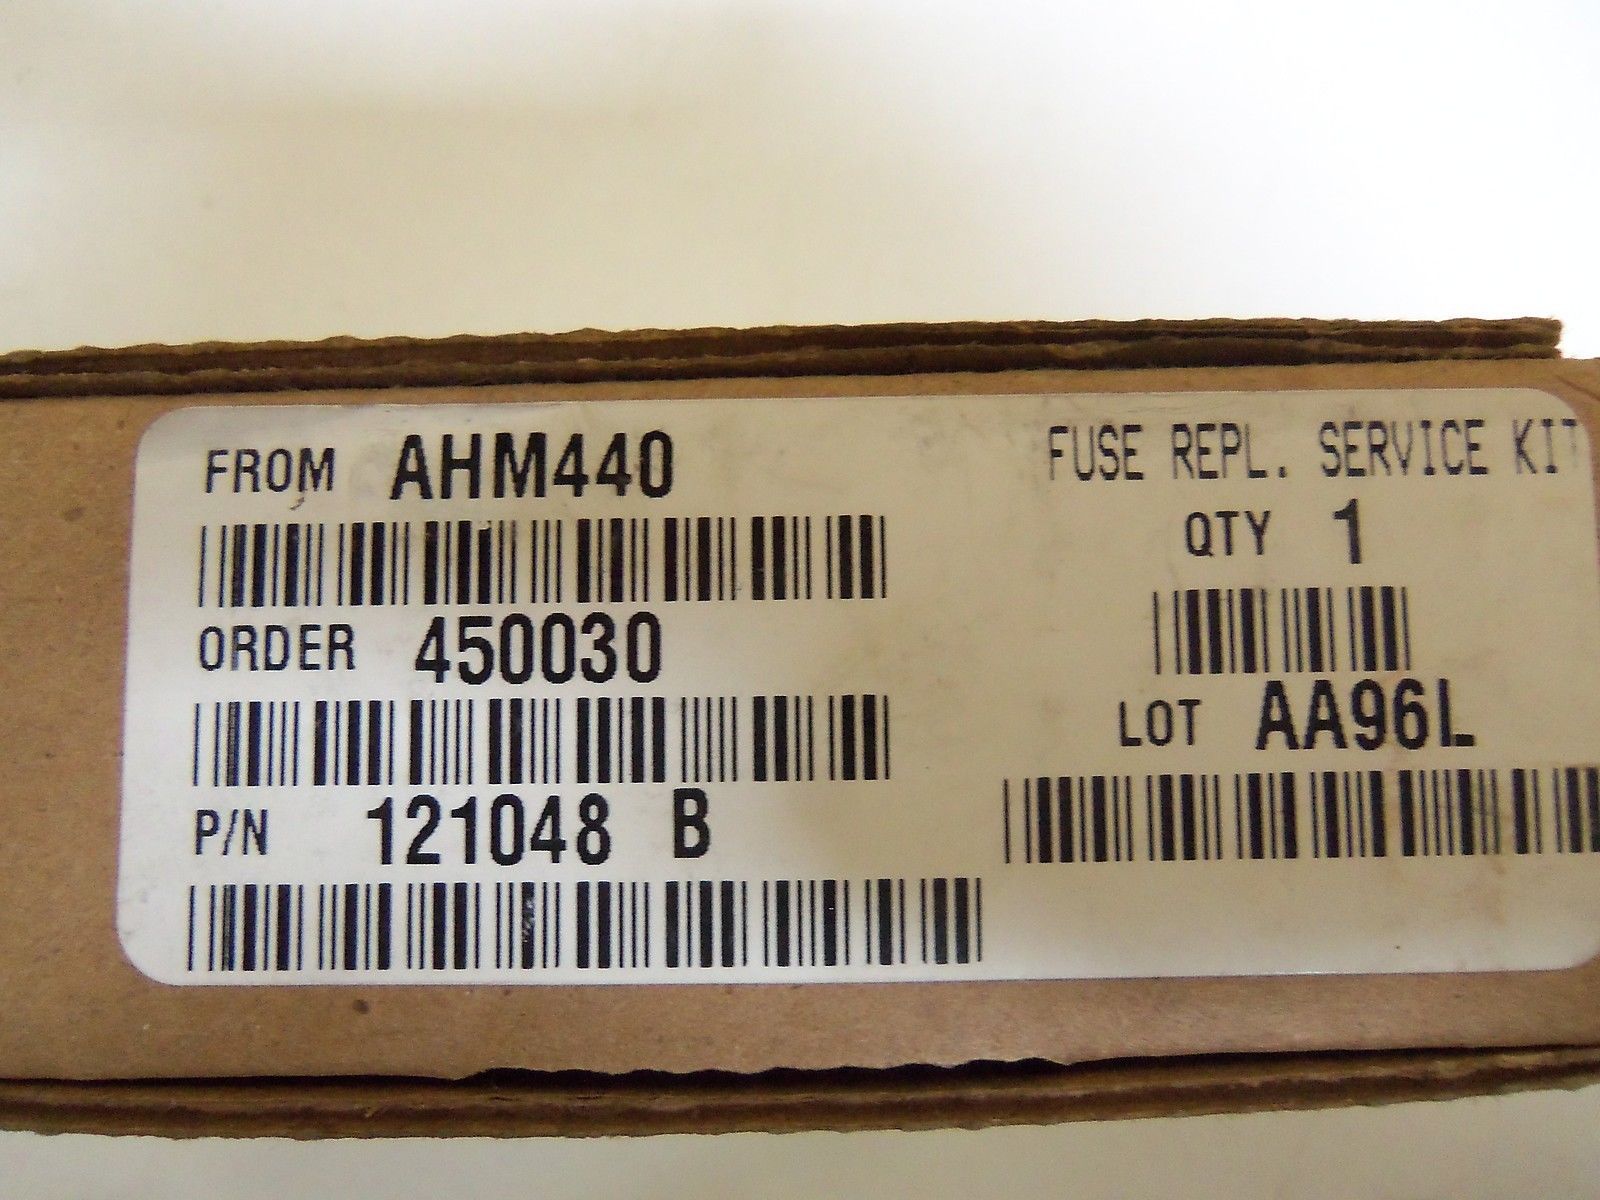 FROM AHM440
FUSE REPL. SERVICE KIT
QTY 1
ORDER 450030
LOT AA96L
P/N 121048 B